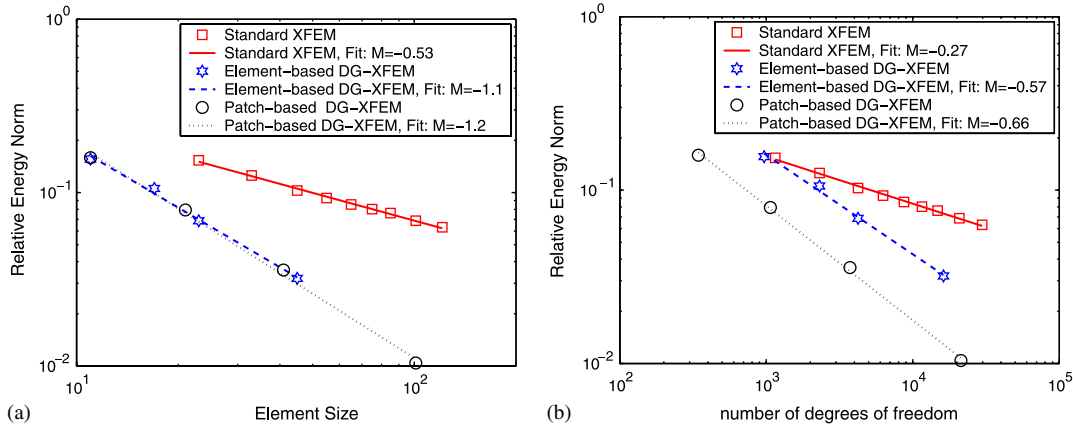 10^0
Standard XFEM
Standard XFEM, Fit: M=−0.53
Element−based DG−XFEM
Element−based DG−XFEM, Fit: M=−1.1
Patch−based DG−XFEM
Patch−based DG−XFEM, Fit: M=−1.2
Relative Energy Norm
10^−1
10^−2
10^1
10^2
Element Size
(a)
10^0
Standard XFEM
Standard XFEM, Fit: M=−0.27
Element−based DG−XFEM
Element−based DG−XFEM, Fit: M=−0.57
Patch−based DG−XFEM
Patch−based DG−XFEM, Fit: M=−0.66
Relative Energy Norm
10^−1
10^−2
10^2
10^3
10^4
10^5
number of degrees of freedom
(b)